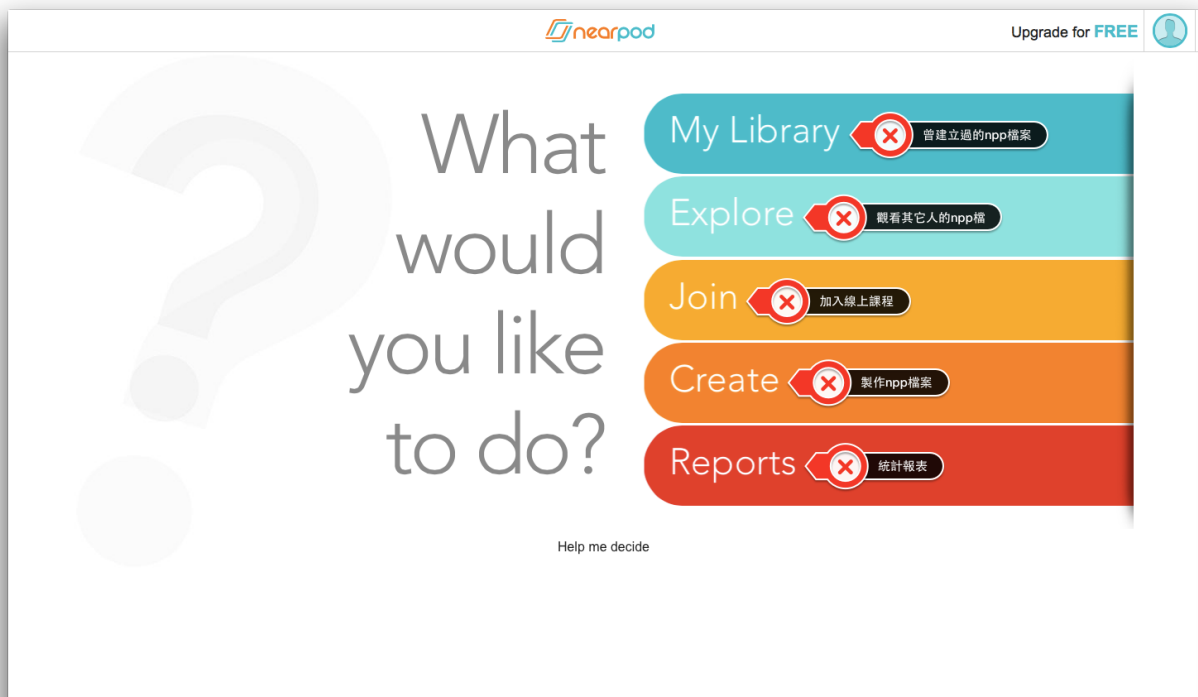 nearpod
Upgrade for FREE
What
would
you like
to do?
My Library
曾建立過的npp檔案
Explore
觀看其它人的npp檔
Join
加入線上課程
Create
製作npp檔案
Reports
統計報表
Help me decide